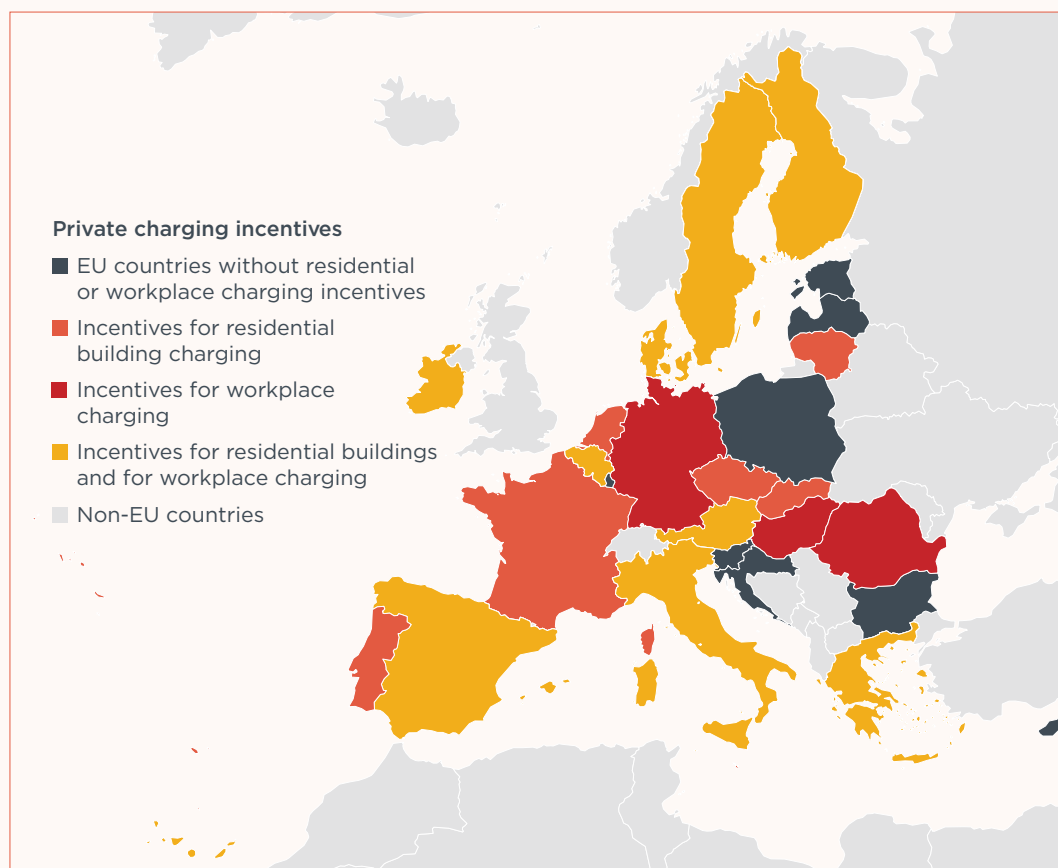 Private charging incentives
EU countries without residential
or workplace charging incentives
Incentives for residential
building charging
Incentives for workplace
charging
Incentives for residential buildings
and for workplace charging
Non-EU countries